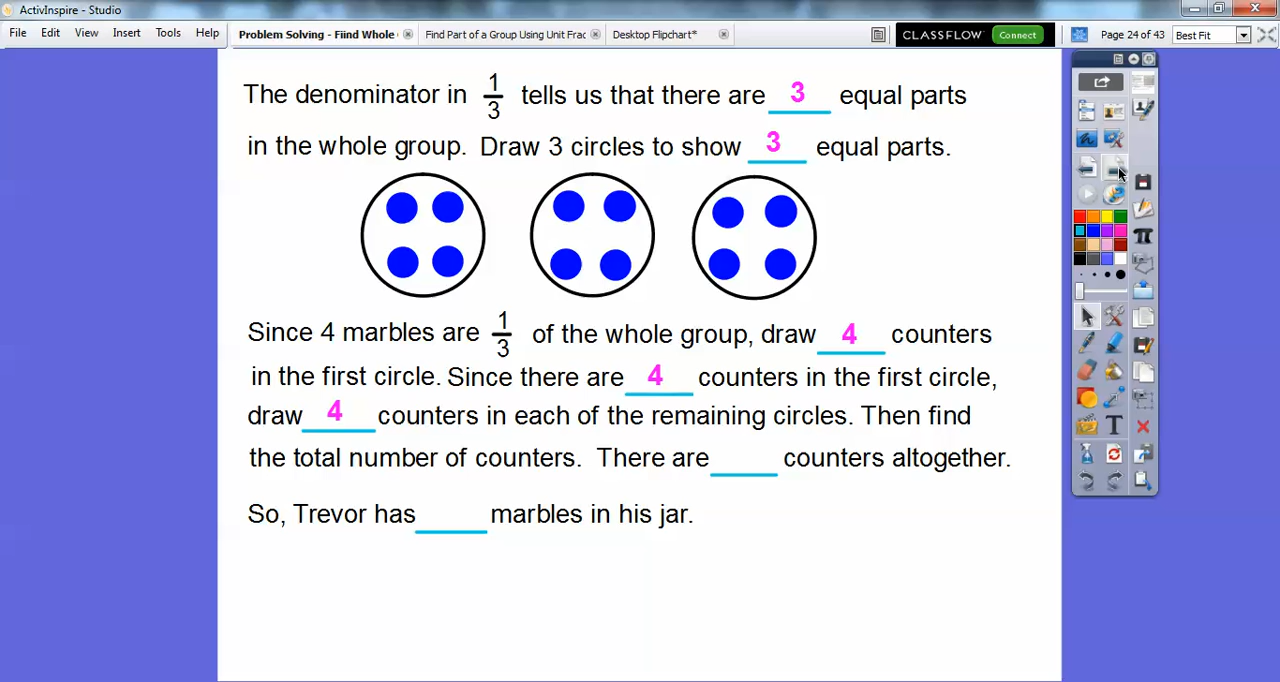 ActivInspire - Studio
File Edit View Insert Tools Help
Problem Solving - Fiind Whole
Find Part of a Group Using Unit Frac
Desktop Flipchart*
CLASSFLOW Connect
Page 24 of 43
Best Fit
The denominator in 1/3 tells us that there are 3 equal parts
in the whole group. Draw 3 circles to show 3 equal parts.
Since 4 marbles are 1/3 of the whole group, draw 4 counters
in the first circle. Since there are 4 counters in the first circle,
draw 4 counters in each of the remaining circles. Then find
the total number of counters. There are____ counters altogether.
So, Trevor has____ marbles in his jar.